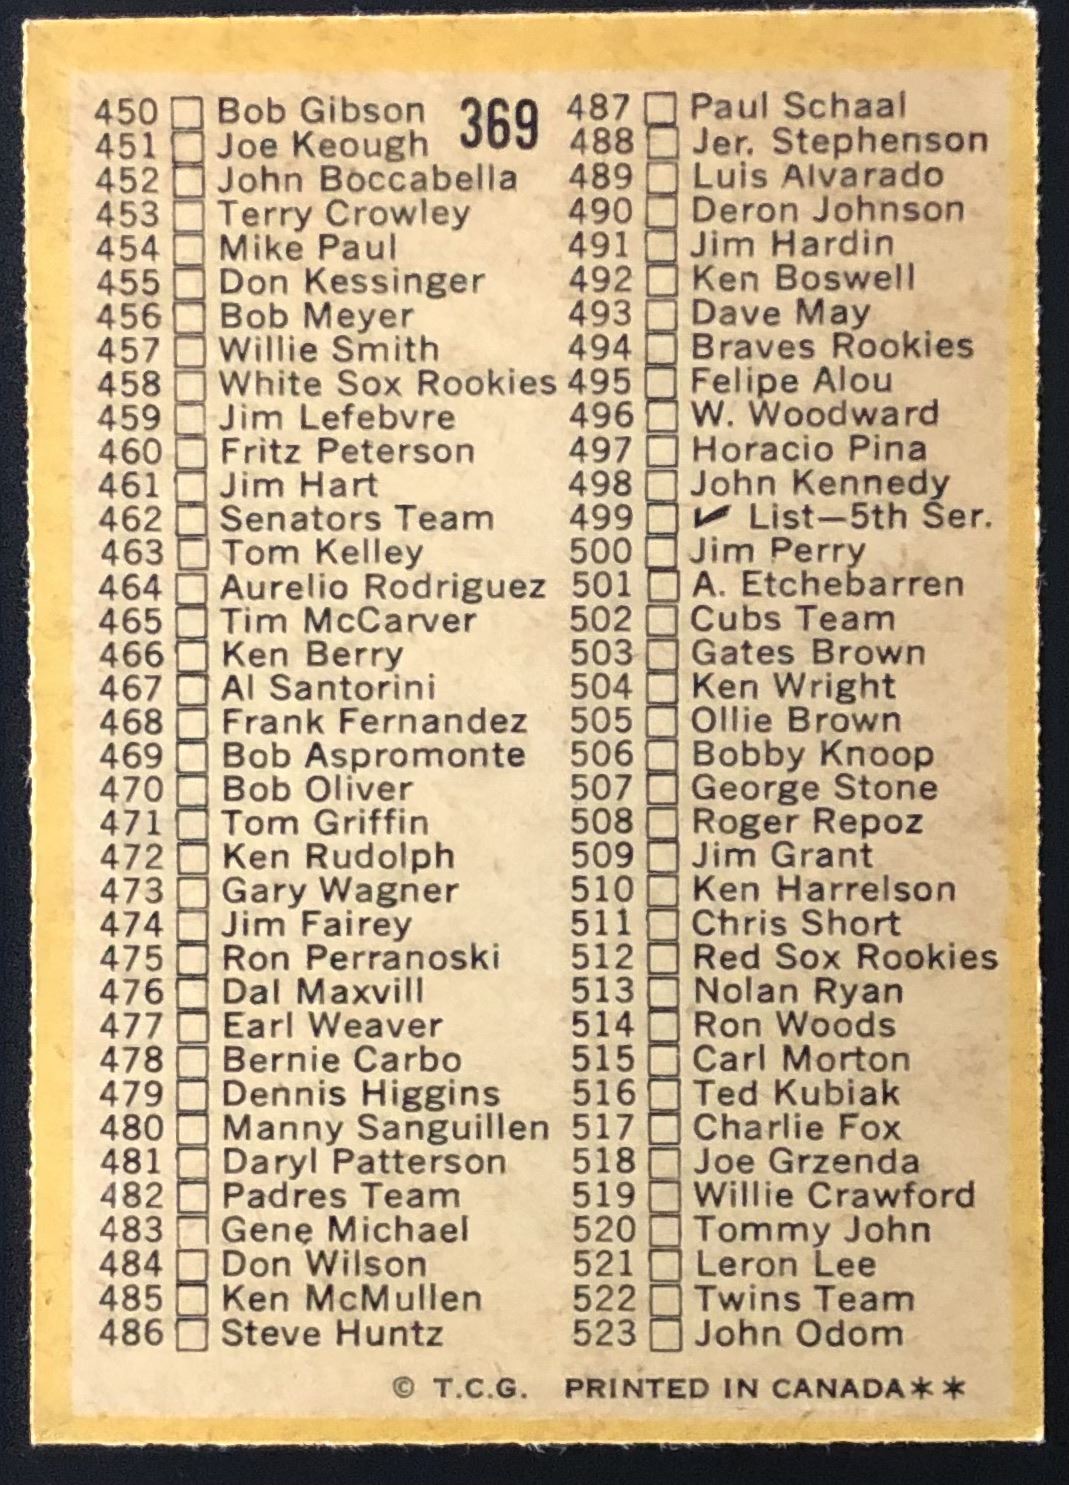 369
450 Bob Gibson
451 Joe Keough
452 John Boccabella
453 Terry Crowley
454 Mike Paul
455 Don Kessinger
456 Bob Meyer
457 Willie Smith
458 White Sox Rookies
459 Jim Lefebvre
460 Fritz Peterson
461 Jim Hart
462 Senators Team
463 Tom Kelley
464 Aurelio Rodriguez
465 Tim McCarver
466 Ken Berry
467 Al Santorini
468 Frank Fernandez
469 Bob Aspromonte
470 Bob Oliver
471 Tom Griffin
472 Ken Rudolph
473 Gary Wagner
474 Jim Fairey
475 Ron Perranoski
476 Dal Maxvill
477 Earl Weaver
478 Bernie Carbo
479 Dennis Higgins
480 Manny Sanguillen
481 Daryl Patterson
482 Padres Team
483 Gene Michael
484 Don Wilson
485 Ken McMullen
486 Steve Huntz
487 Paul Schaal
488 Jer. Stephenson
489 Luis Alvarado
490 Deron Johnson
491 Jim Hardin
492 Ken Boswell
493 Dave May
494 Braves Rookies
495 Felipe Alou
496 W. Woodward
497 Horacio Pina
498 John Kennedy
499 ✔ List—5th Ser.
500 Jim Perry
501 A. Etchebarren
502 Cubs Team
503 Gates Brown
504 Ken Wright
505 Ollie Brown
506 Bobby Knoop
507 George Stone
508 Roger Repoz
509 Jim Grant
510 Ken Harrelson
511 Chris Short
512 Red Sox Rookies
513 Nolan Ryan
514 Ron Woods
515 Carl Morton
516 Ted Kubiak
517 Charlie Fox
518 Joe Grzenda
519 Willie Crawford
520 Tommy John
521 Leron Lee
522 Twins Team
523 John Odom
© T.C.G. PRINTED IN CANADA**